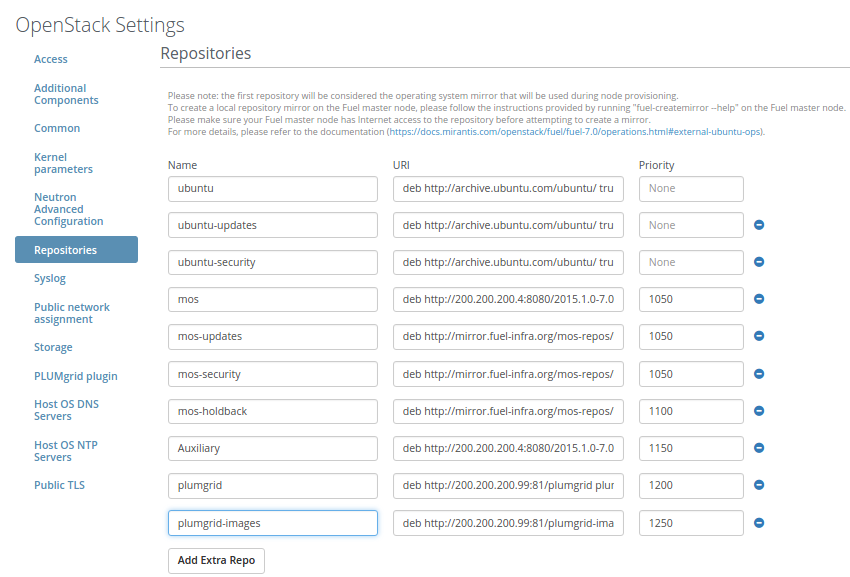 OpenStack Settings
Access
Additional
Components
Common
Kernel
parameters
Neutron
Advanced
Configuration
Repositories
Syslog
Public network
assignment
Storage
PLUMgrid plugin
Host OS DNS
Servers
Host OS NTP
Servers
Public TLS
Repositories
Please note: the first repository will be considered the operating system mirror that will be used during node provisioning.
To create a local repository mirror on the Fuel master node, please follow the instructions provided by running "fuel-createmirror --help" on the Fuel master node.
Please make sure your Fuel master node has Internet access to the repository before attempting to create a mirror.
For more details, please refer to the documentation (https://docs.mirantis.com/openstack/fuel/fuel-7.0/operations.html#external-ubuntu-ops).
Name URI Priority
ubuntu deb http://archive.ubuntu.com/ubuntu/ tru None
ubuntu-updates deb http://archive.ubuntu.com/ubuntu/ tru None
ubuntu-security deb http://archive.ubuntu.com/ubuntu/ tru None
mos deb http://200.200.200.4:8080/2015.1.0-7.0 1050
mos-updates deb http://mirror.fuel-infra.org/mos-repos/ 1050
mos-security deb http://mirror.fuel-infra.org/mos-repos/ 1050
mos-holdback deb http://mirror.fuel-infra.org/mos-repos/ 1100
Auxiliary deb http://200.200.200.4:8080/2015.1.0-7.0 1150
plumgrid deb http://200.200.200.99:81/plumgrid plur 1200
plumgrid-images deb http://200.200.200.99:81/plumgrid-ima 1250
Add Extra Repo